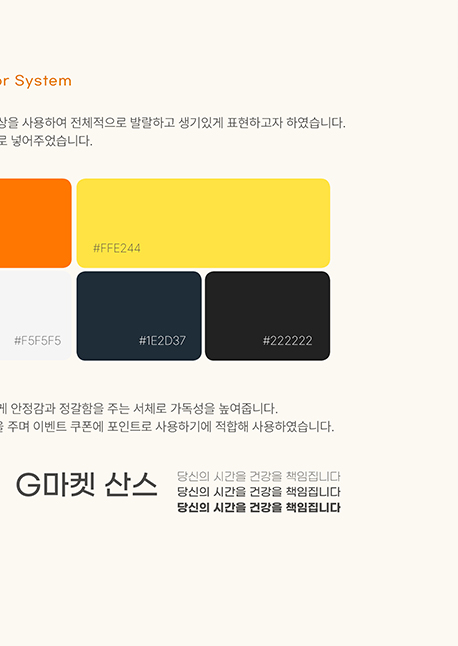 or System
상을 사용하여 전체적으로 발랄하고 생기있게 표현하고자 하였습니다.
로 넣어주었습니다.
#FFE244
#F5F5F5
#1E2D37
#222222
게 안정감과 정갈함을 주는 서체로 가독성을 높여줍니다.
을 주며 이벤트 쿠폰에 포인트로 사용하기에 적합해 사용하였습니다.
G마켓 산스
당신의 시간을 건강을 책임집니다
당신의 시간을 건강을 책임집니다
당신의 시간을 건강을 책임집니다